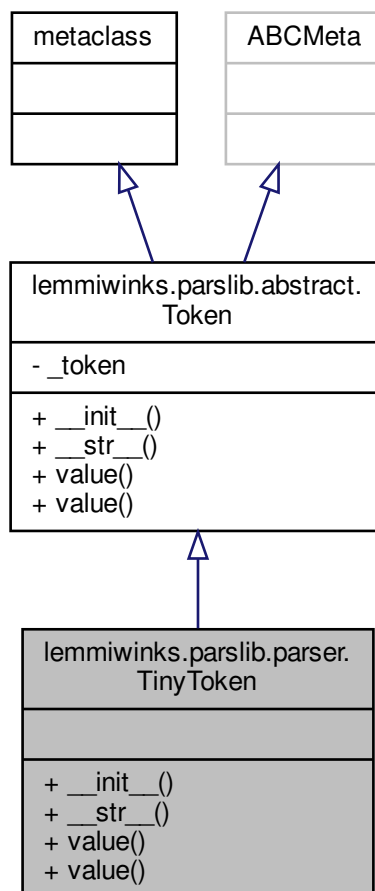 metaclass
ABCMeta
lemmiwinks.parslib.abstract.
Token
- _token
+ __init__()
+ __str__()
+ value()
+ value()
lemmiwinks.parslib.parser.
TinyToken
+ __init__()
+ __str__()
+ value()
+ value()